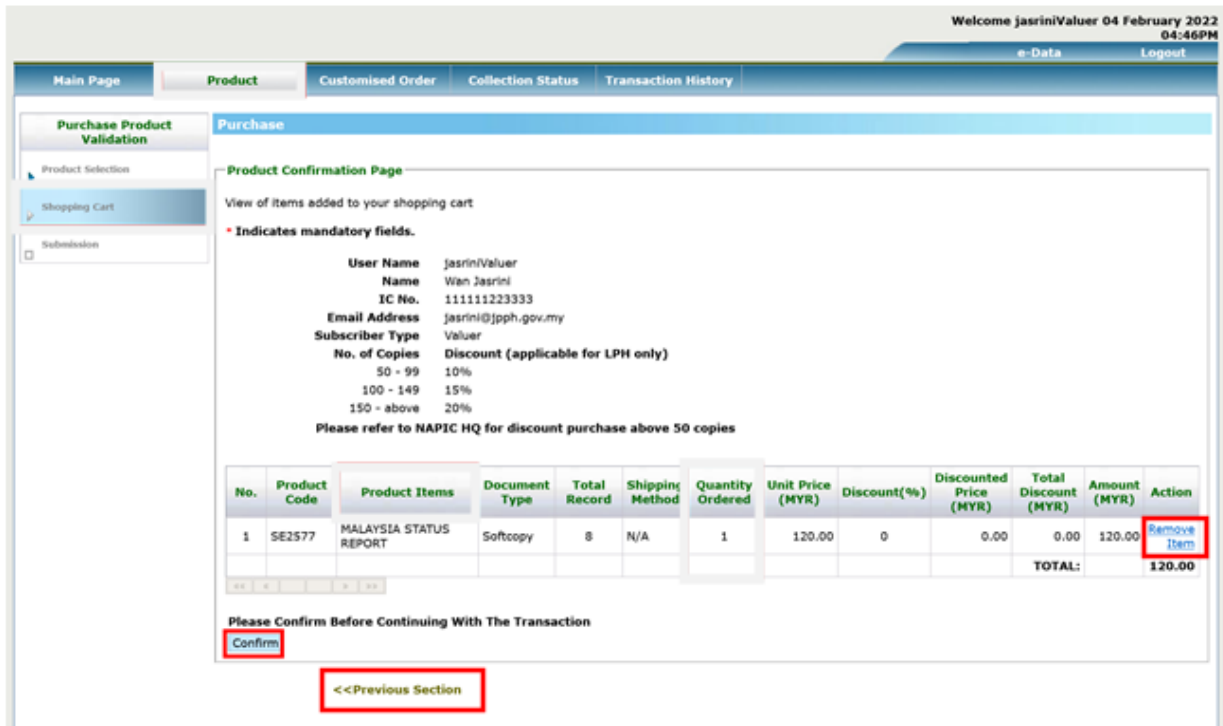 Welcome jasriniValuer 04 February 2022
04:46PM
e-Data Logout
Main Page Product Customised Order Collection Status Transaction History
Purchase Product
Validation
Product Selection
Shopping Cart
Submission
Purchase
Product Confirmation Page
View of items added to your shopping cart
* Indicates mandatory fields.
User Name jasriniValuer
Name Wan Jasrini
IC No. 111111223333
Email Address jasrini@jpph.gov.my
Subscriber Type Valuer
No. of Copies Discount (applicable for LPH only)
50 - 99 10%
100 - 149 15%
150 - above 20%
Please refer to NAPIC HQ for discount purchase above 50 copies
No. Product Code Product Items Document Type Total Record Shipping Method Quantity Ordered Unit Price (MYR) Discount(%) Discounted Price (MYR) Total Discount (MYR) Amount (MYR) Action
1 SE2577 MALAYSIA STATUS REPORT Softcopy 8 N/A 1 120.00 0 0.00 0.00 120.00 Remove Item
TOTAL: 120.00
<< < > >>
Please Confirm Before Continuing With The Transaction
Confirm
<<Previous Section